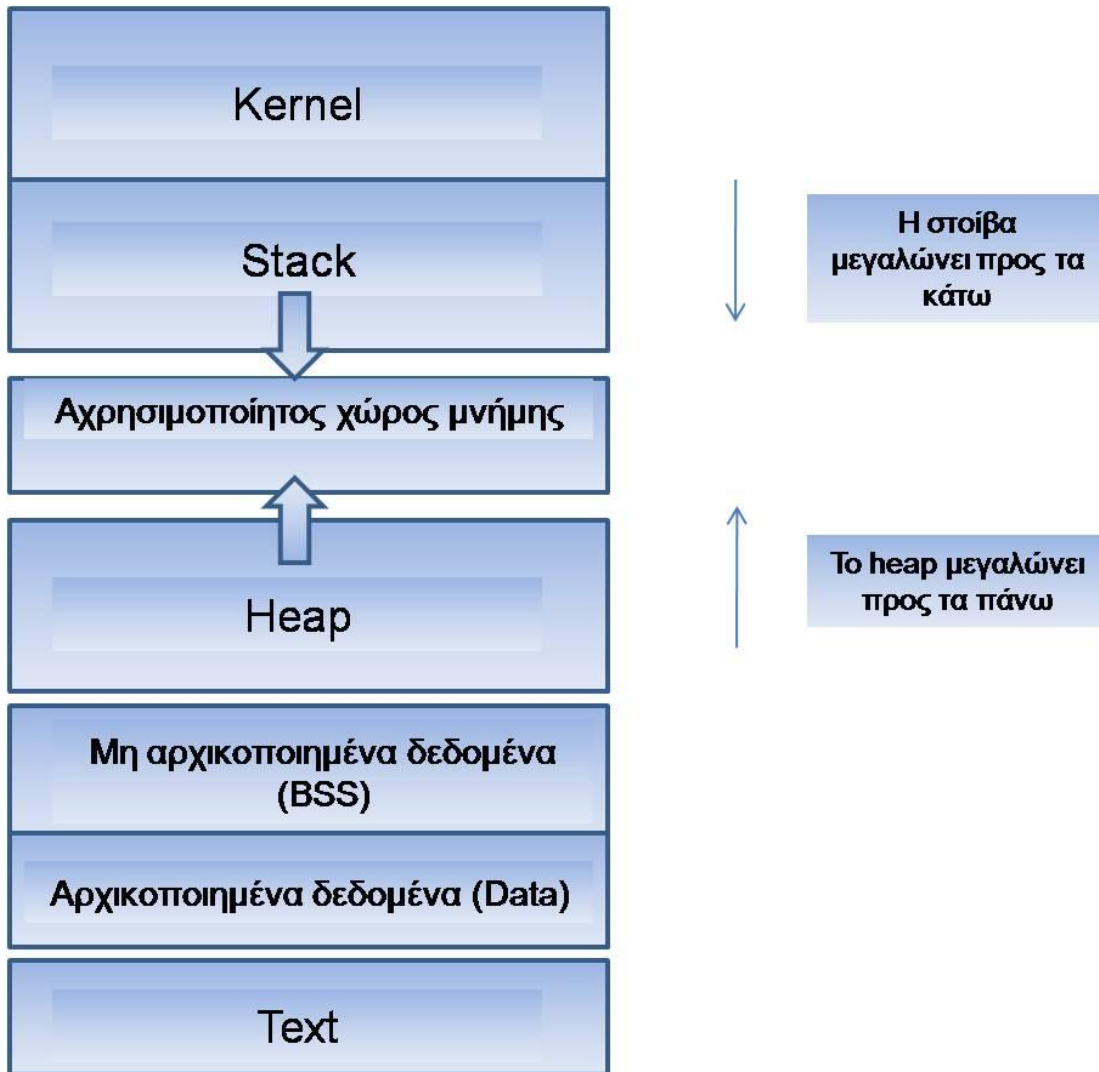 Kernel
Stack
Η στοίβα
μεγαλώνει προς τα
κάτω
Αχρησιμοποίητος χώρος μνήμης
Heap
Το heap μεγαλώνει
προς τα πάνω
Μη αρχικοποιημένα δεδομένα
(BSS)
Αρχικοποιημένα δεδομένα (Data)
Text